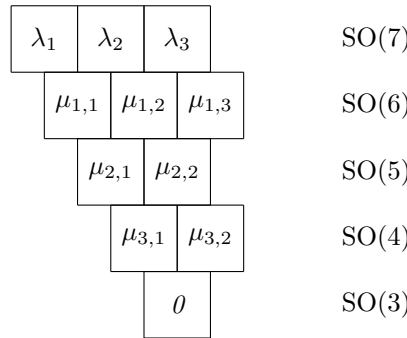 λ₁ λ₂ λ₃ SO(7)
μ₁,₁ μ₁,₂ μ₁,₃ SO(6)
μ₂,₁ μ₂,₂ SO(5)
μ₃,₁ μ₃,₂ SO(4)
0 SO(3)